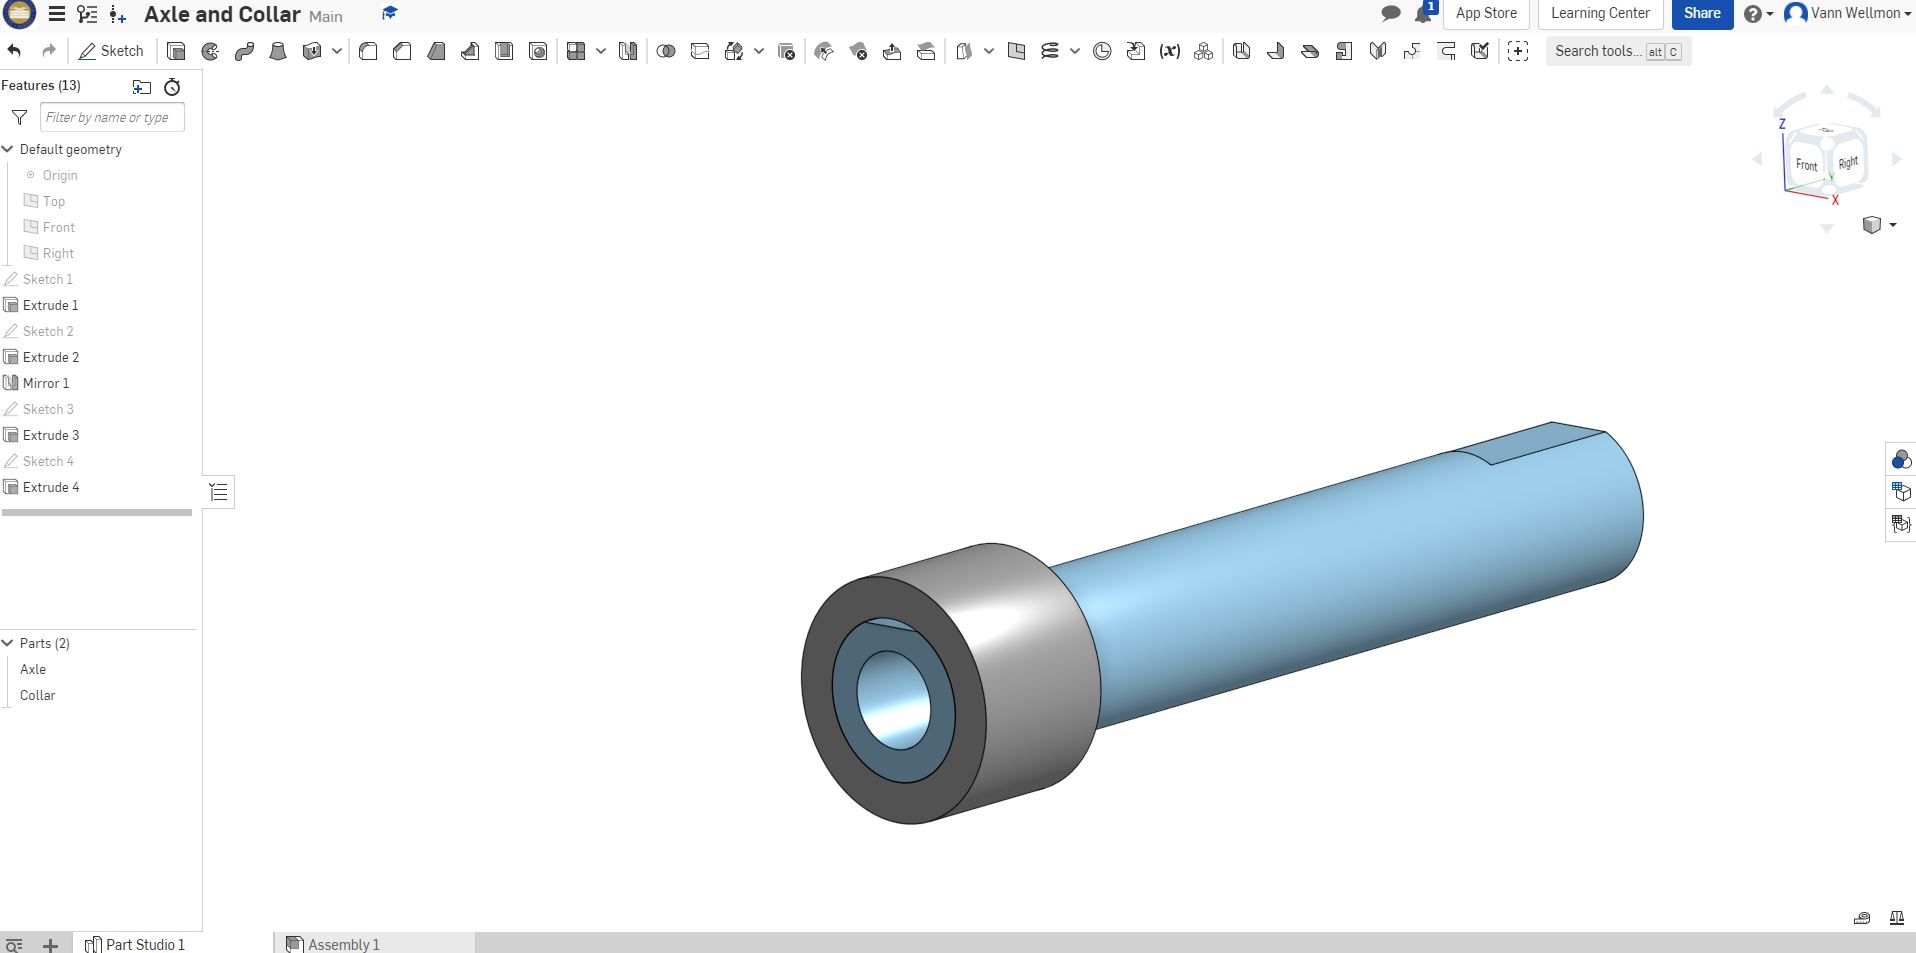 Axle and Collar Main
1
App Store
Learning Center
Share
Vann Wellmon
Sketch
(x)
Search tools... alt C
Features (13)
Filter by name or type
Default geometry
Origin
Top
Front
Right
Sketch 1
Extrude 1
Sketch 2
Extrude 2
Mirror 1
Sketch 3
Extrude 3
Sketch 4
Extrude 4
Parts (2)
Axle
Collar
Z
Front Right
Y
X
Part Studio 1
Assembly 1